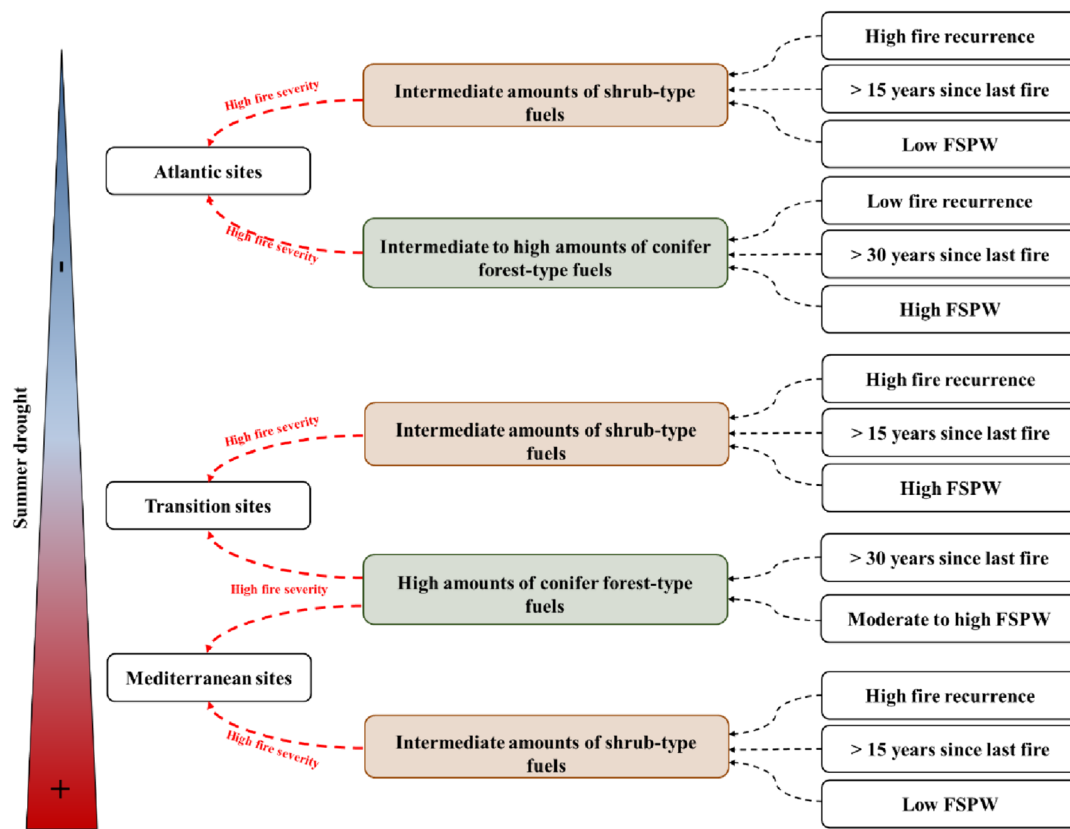 High fire recurrence
> 15 years since last fire
Low FSPW
Intermediate amounts of shrub-type
fuels
High fire severity
Atlantic sites
High fire severity
Intermediate to high amounts of conifer
forest-type fuels
Low fire recurrence
> 30 years since last fire
High FSPW
-
Summer drought
High fire recurrence
> 15 years since last fire
High FSPW
Intermediate amounts of shrub-type
fuels
High fire severity
Transition sites
High fire severity
High amounts of conifer forest-type
fuels
> 30 years since last fire
Moderate to high FSPW
Mediterranean sites
High fire severity
Intermediate amounts of shrub-type
fuels
High fire recurrence
> 15 years since last fire
Low FSPW
+